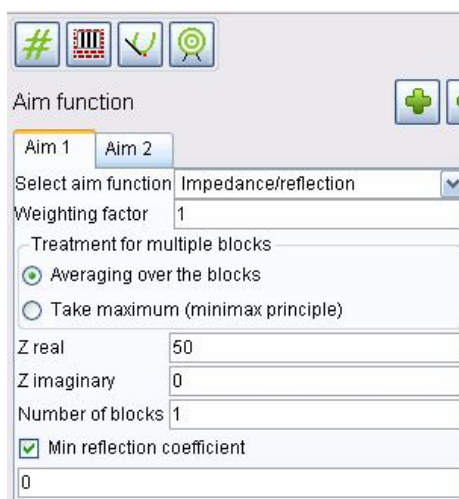 #
Aim function
Aim 1 Aim 2
Select aim function Impedance/reflection
Weighting factor 1
Treatment for multiple blocks
Averaging over the blocks
Take maximum (minimax principle)
Z real 50
Z imaginary 0
Number of blocks 1
Min reflection coefficient
0